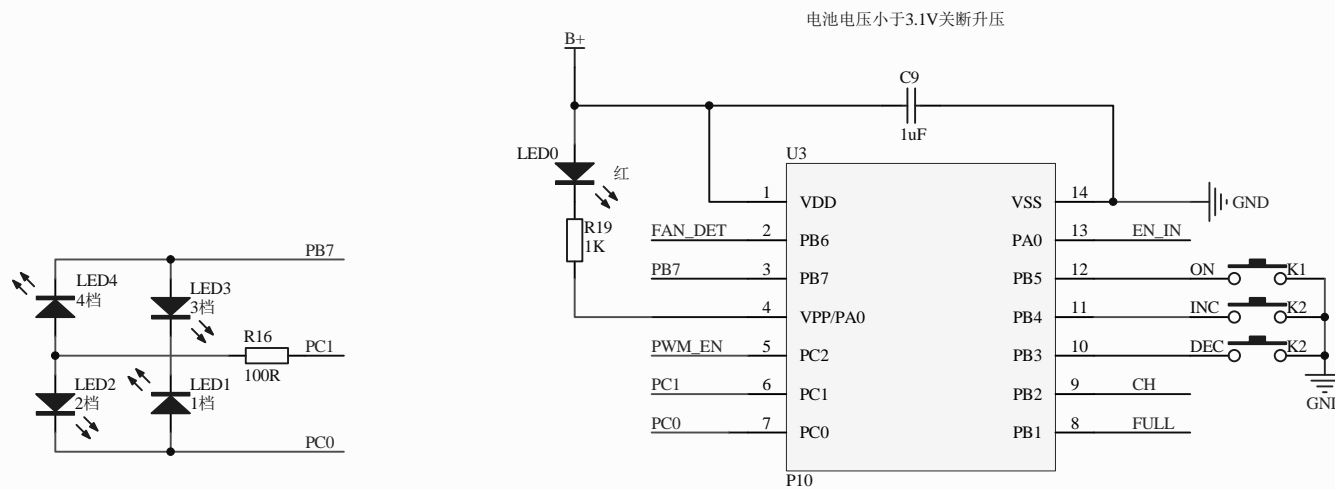 电池电压小于3.1V关断升压
B+
C9
1uF
LED0
红
R19
1K
U3
1 VDD VSS 14 GND
FAN_DET 2 PB6 PA0 13 EN_IN
PB7 3 PB7 PB5 12 ON K1
4 VPP/PA0 PB4 11 INC K2
PWM_EN 5 PC2 PB3 10 DEC K2
PC1 6 PC1 PB2 9 CH
PC0 7 PC0 PB1 8 FULL
GND
P10
PB7
LED4
4档
LED3
3档
R16
100R
PC1
LED2
2档
LED1
1档
PC0